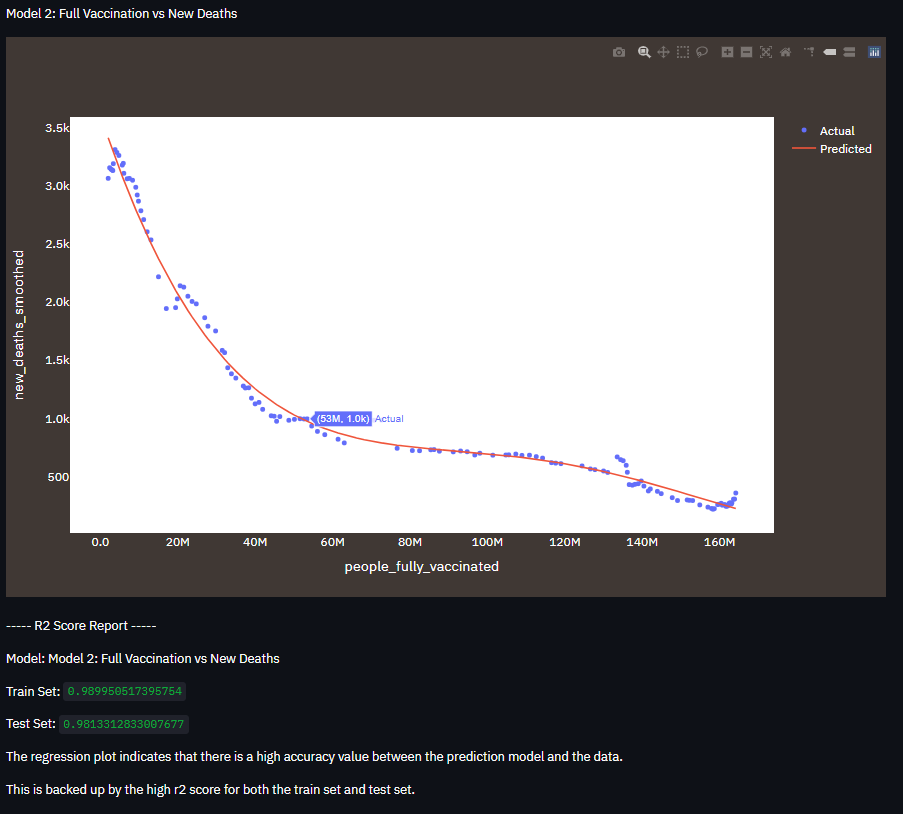 Model 2: Full Vaccination vs New Deaths
3.5k
3.0k
2.5k
2.0k
1.5k
1.0k
500
new_deaths_smoothed
Actual
Predicted
(53M, 1.0k) Actual
0.0 20M 40M 60M 80M 100M 120M 140M 160M
people_fully_vaccinated
----- R2 Score Report -----
Model: Model 2: Full Vaccination vs New Deaths
Train Set: 0.989950517395754
Test Set: 0.9813312833007677
The regression plot indicates that there is a high accuracy value between the prediction model and the data.
This is backed up by the high r2 score for both the train set and test set.